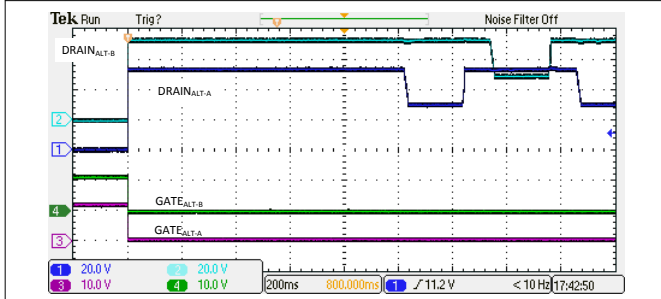 Tek Run Trig? Noise Filter Off
DRAINALT-B
DRAINALT-A
2
1
GATEALT-B
4
GATEALT-A
3
1 20.0 V 2 20.0 V
3 10.0 V 4 10.0 V
200ms 800.000ms 1 ∫ 11.2 V < 10 Hz 17:42:50